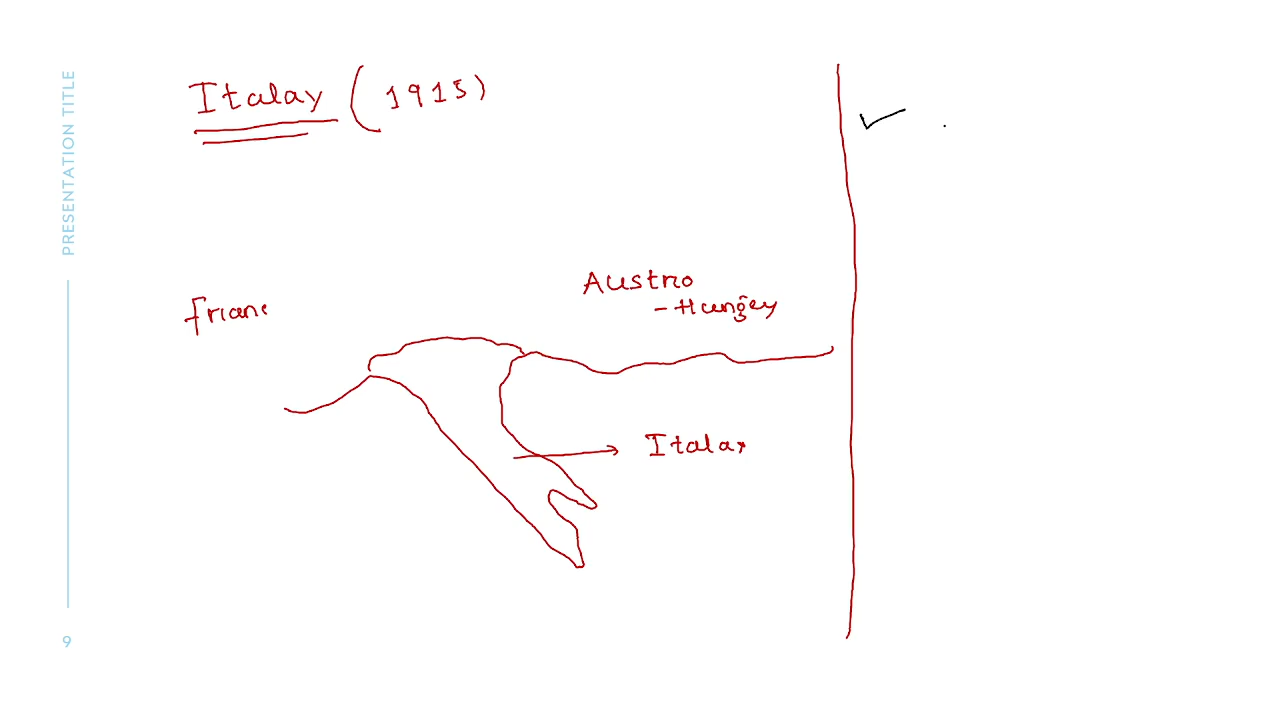 PRESENTATION TITLE
9
Italay (1915)
Austro
-Hungey
Italay